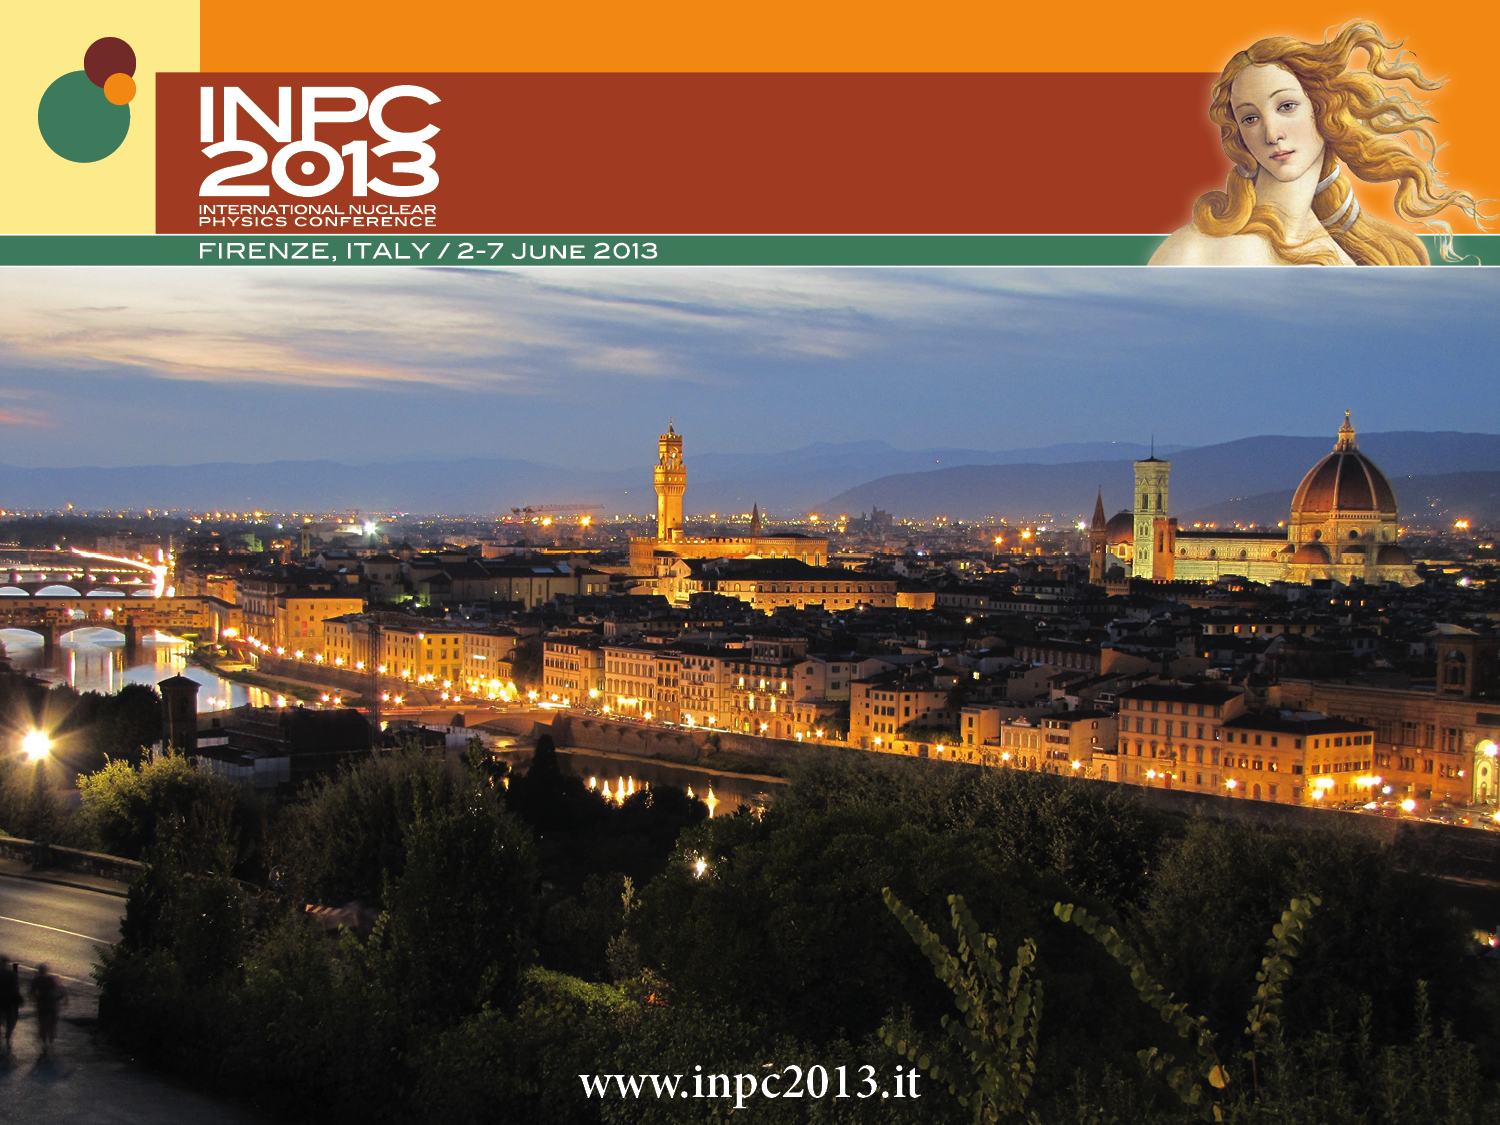 INPC
2013
INTERNATIONAL NUCLEAR
PHYSICS CONFERENCE
FIRENZE, ITALY / 2-7 JUNE 2013
www.inpc2013.it